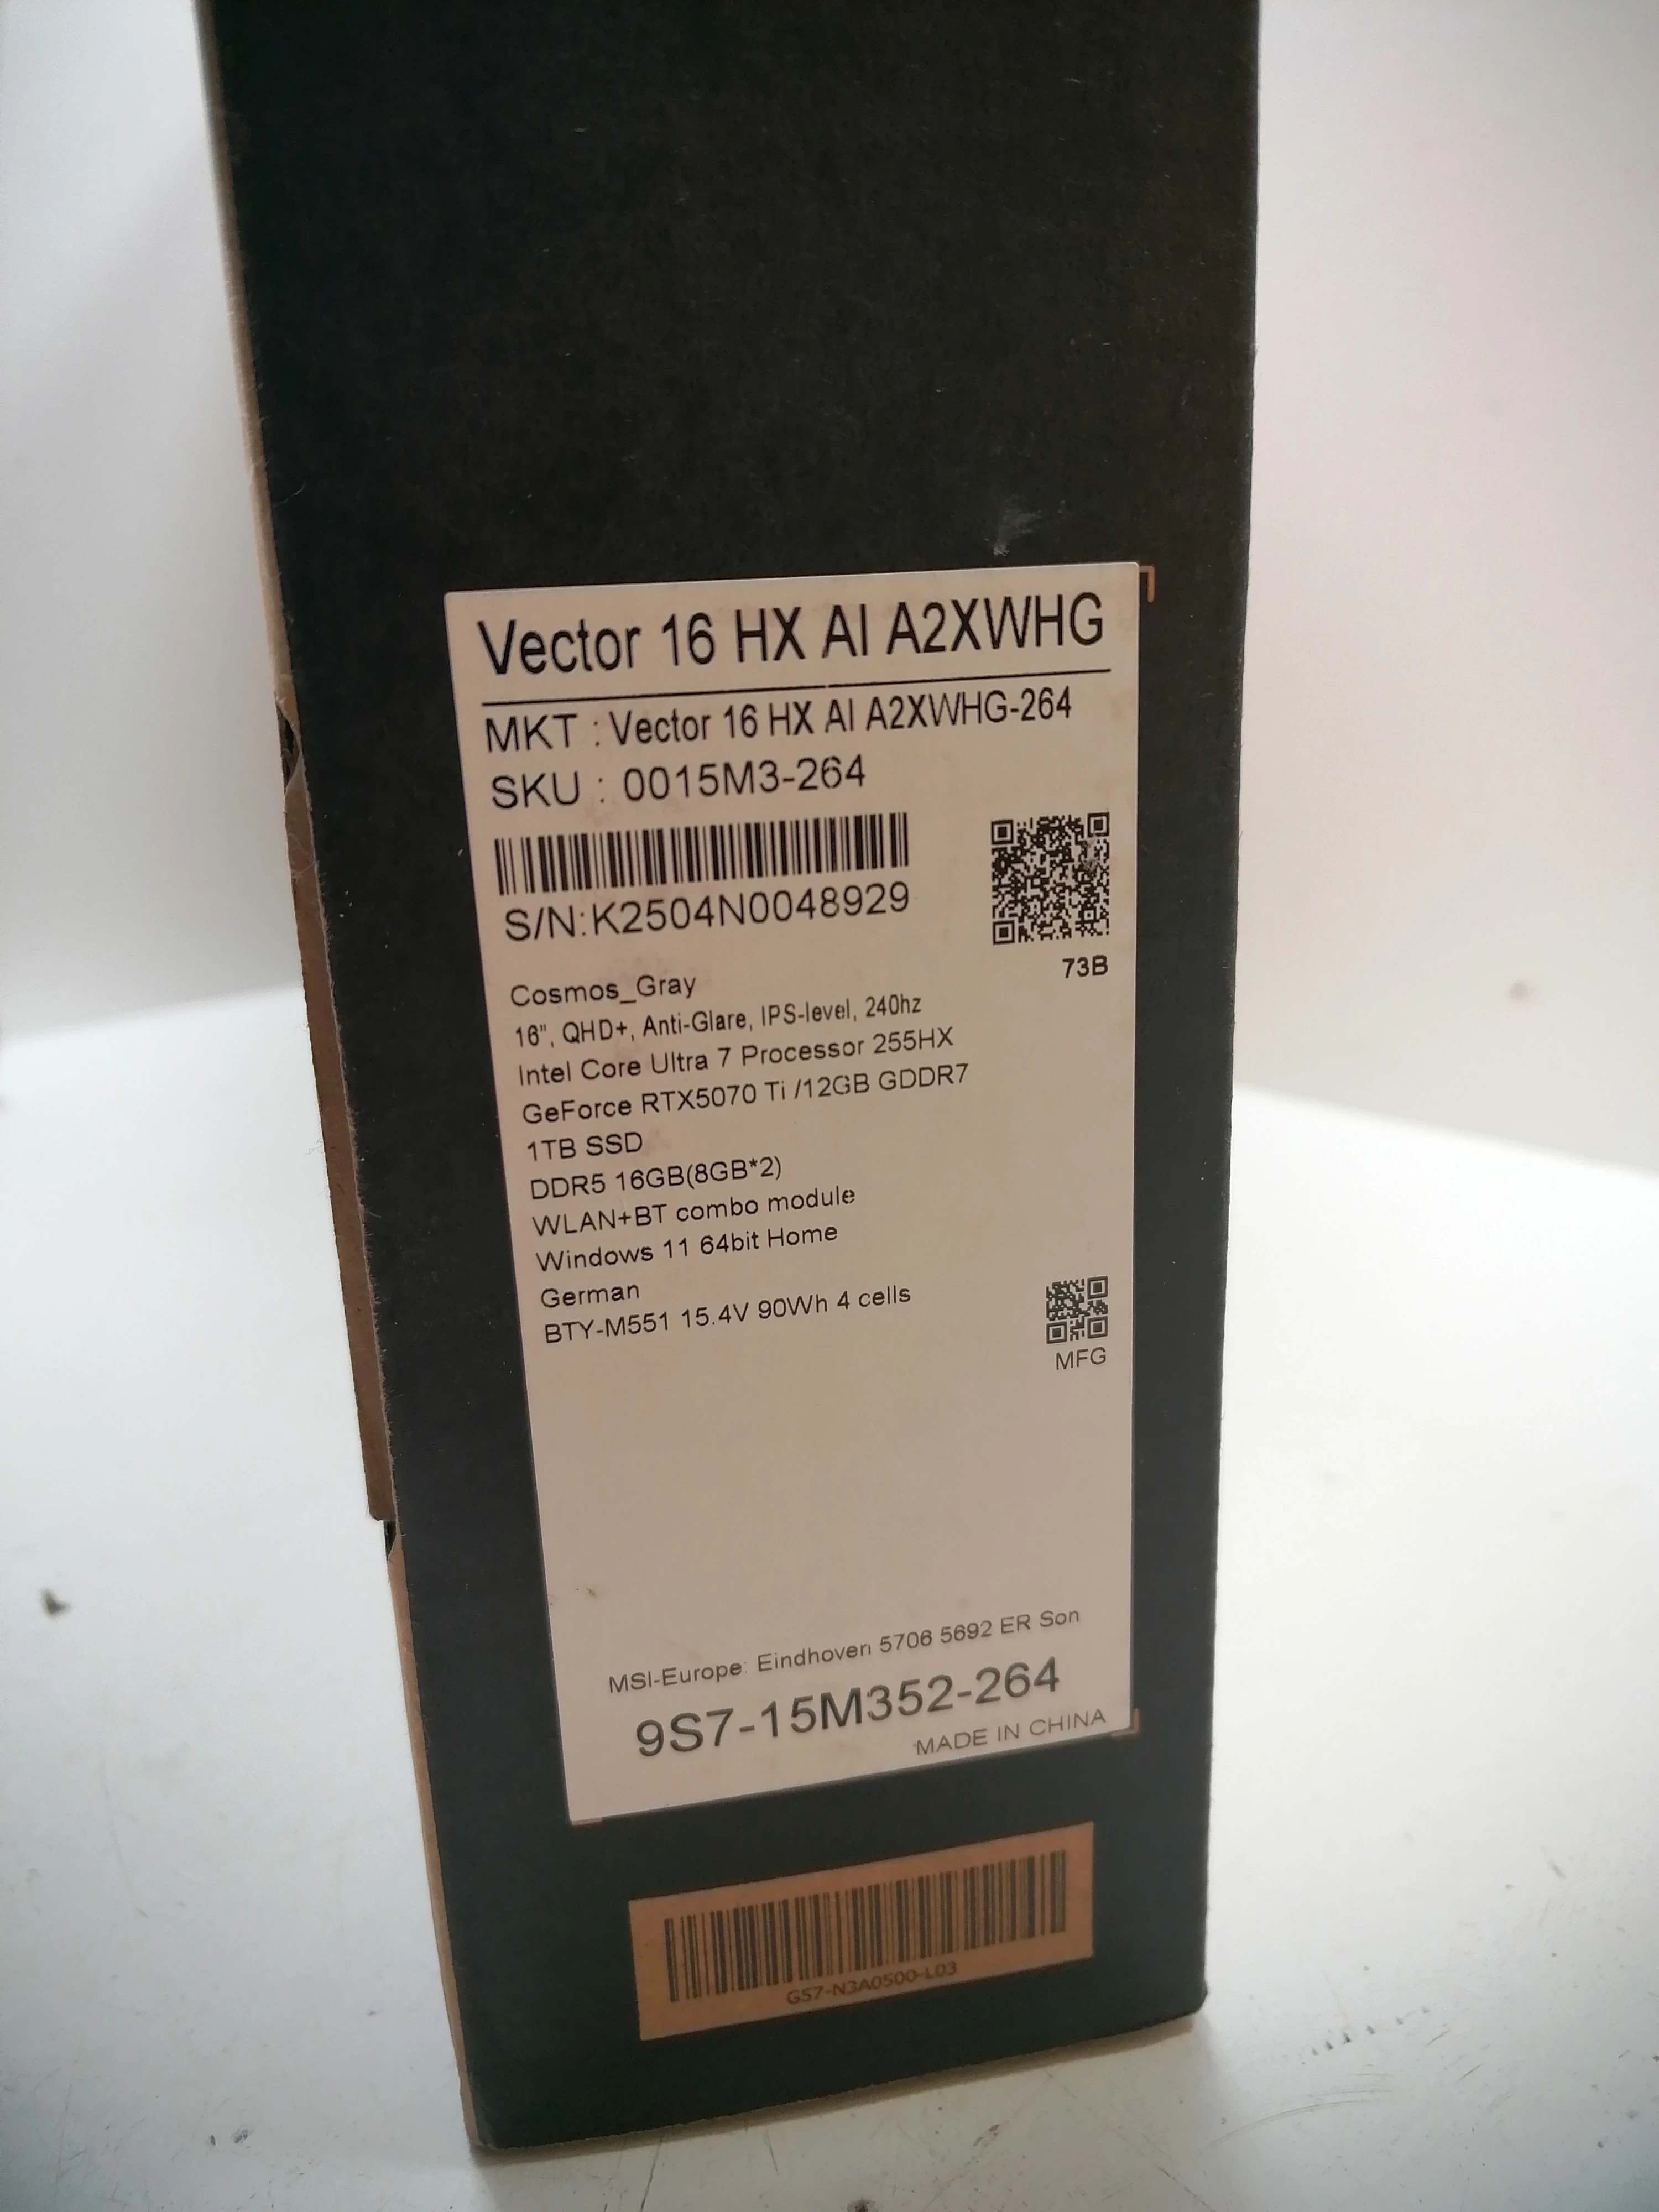 Vector 16 HX AI A2XWHG
MKT : Vector 16 HX AI A2XWHG-264
SKU : 0015M3-264
S/N:K2504N0048929
73B
Cosmos_Gray
16", QHD+, Anti-Glare, IPS-level, 240hz
Intel Core Ultra 7 Processor 255HX
GeForce RTX5070 Ti /12GB GDDR7
1TB SSD
DDR5 16GB(8GB*2)
WLAN+BT combo module
Windows 11 64bit Home
German
BTY-M551 15.4V 90Wh 4 cells
MFG
MSI-Europe: Eindhoven 5706 5692 ER Son
9S7-15M352-264
MADE IN CHINA
G57-N3A0500-L03